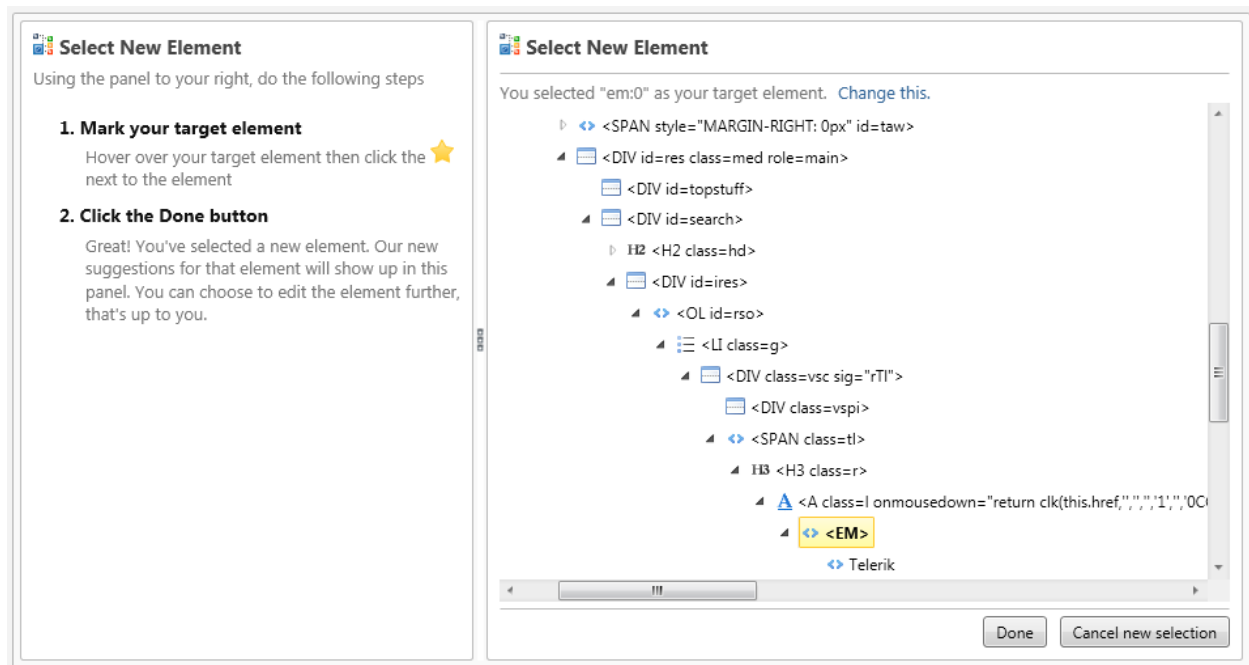 Select New Element
Using the panel to your right, do the following steps
1. Mark your target element
Hover over your target element then click the
next to the element
2. Click the Done button
Great! You've selected a new element. Our new
suggestions for that element will show up in this
panel. You can choose to edit the element further,
that's up to you.
Select New Element
You selected "em:0" as your target element. Change this.
<SPAN style="MARGIN-RIGHT: 0px" id=taw>
<DIV id=res class=med role=main>
<DIV id=topstuff>
<DIV id=search>
H2 <H2 class=hd>
<DIV id=ires>
<OL id=rso>
<LI class=g>
<DIV class=vsc sig="rTl">
<DIV class=vspi>
<SPAN class=tl>
H3 <H3 class=r>
A <A class=l onmousedown="return clk(this.href,'','','','1','','0C
<EM>
Telerik
Done
Cancel new selection